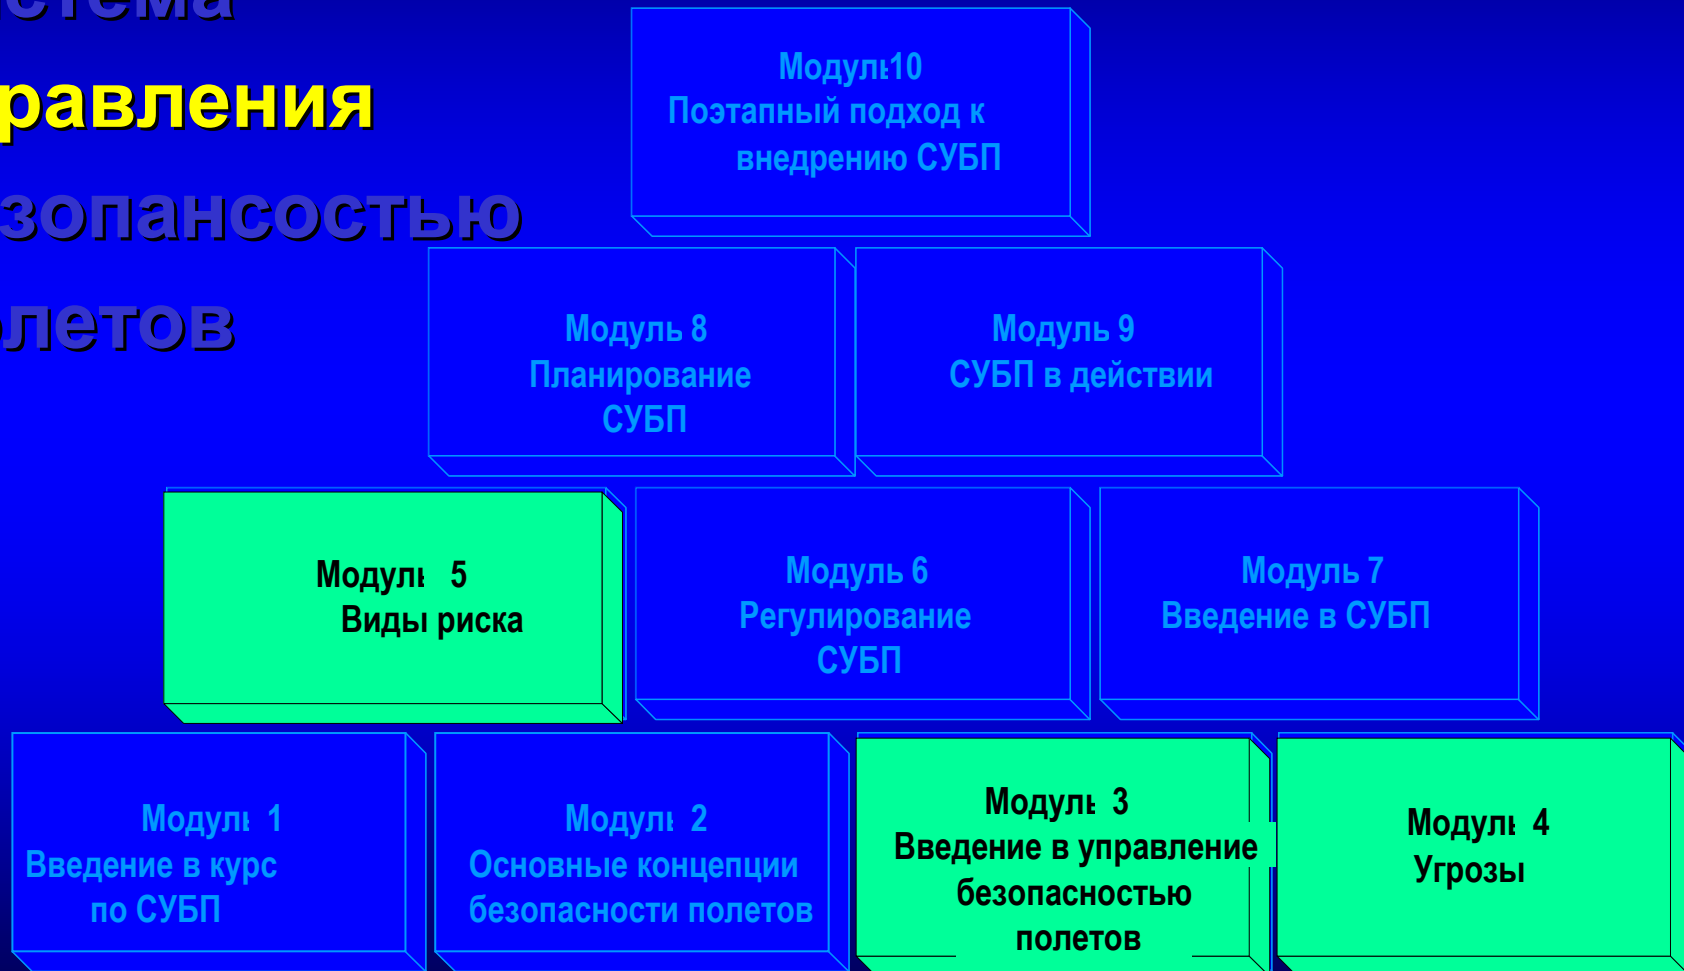 стема
равления
зопансостью
олетов
Модуль10
Поэтапный подход к
внедрению СУБП
Модуль 8
Планирование
СУБП
Модуль 9
СУБП в действии
Модуль 5
Виды риска
Модуль 6
Регулирование
СУБП
Модуль 7
Введение в СУБП
Модуль 1
Введение в курс
по СУБП
Модуль 2
Основные концепции
безопасности полетов
Модуль 3
Введение в управление
безопасностью
полетов
Модуль 4
Угрозы